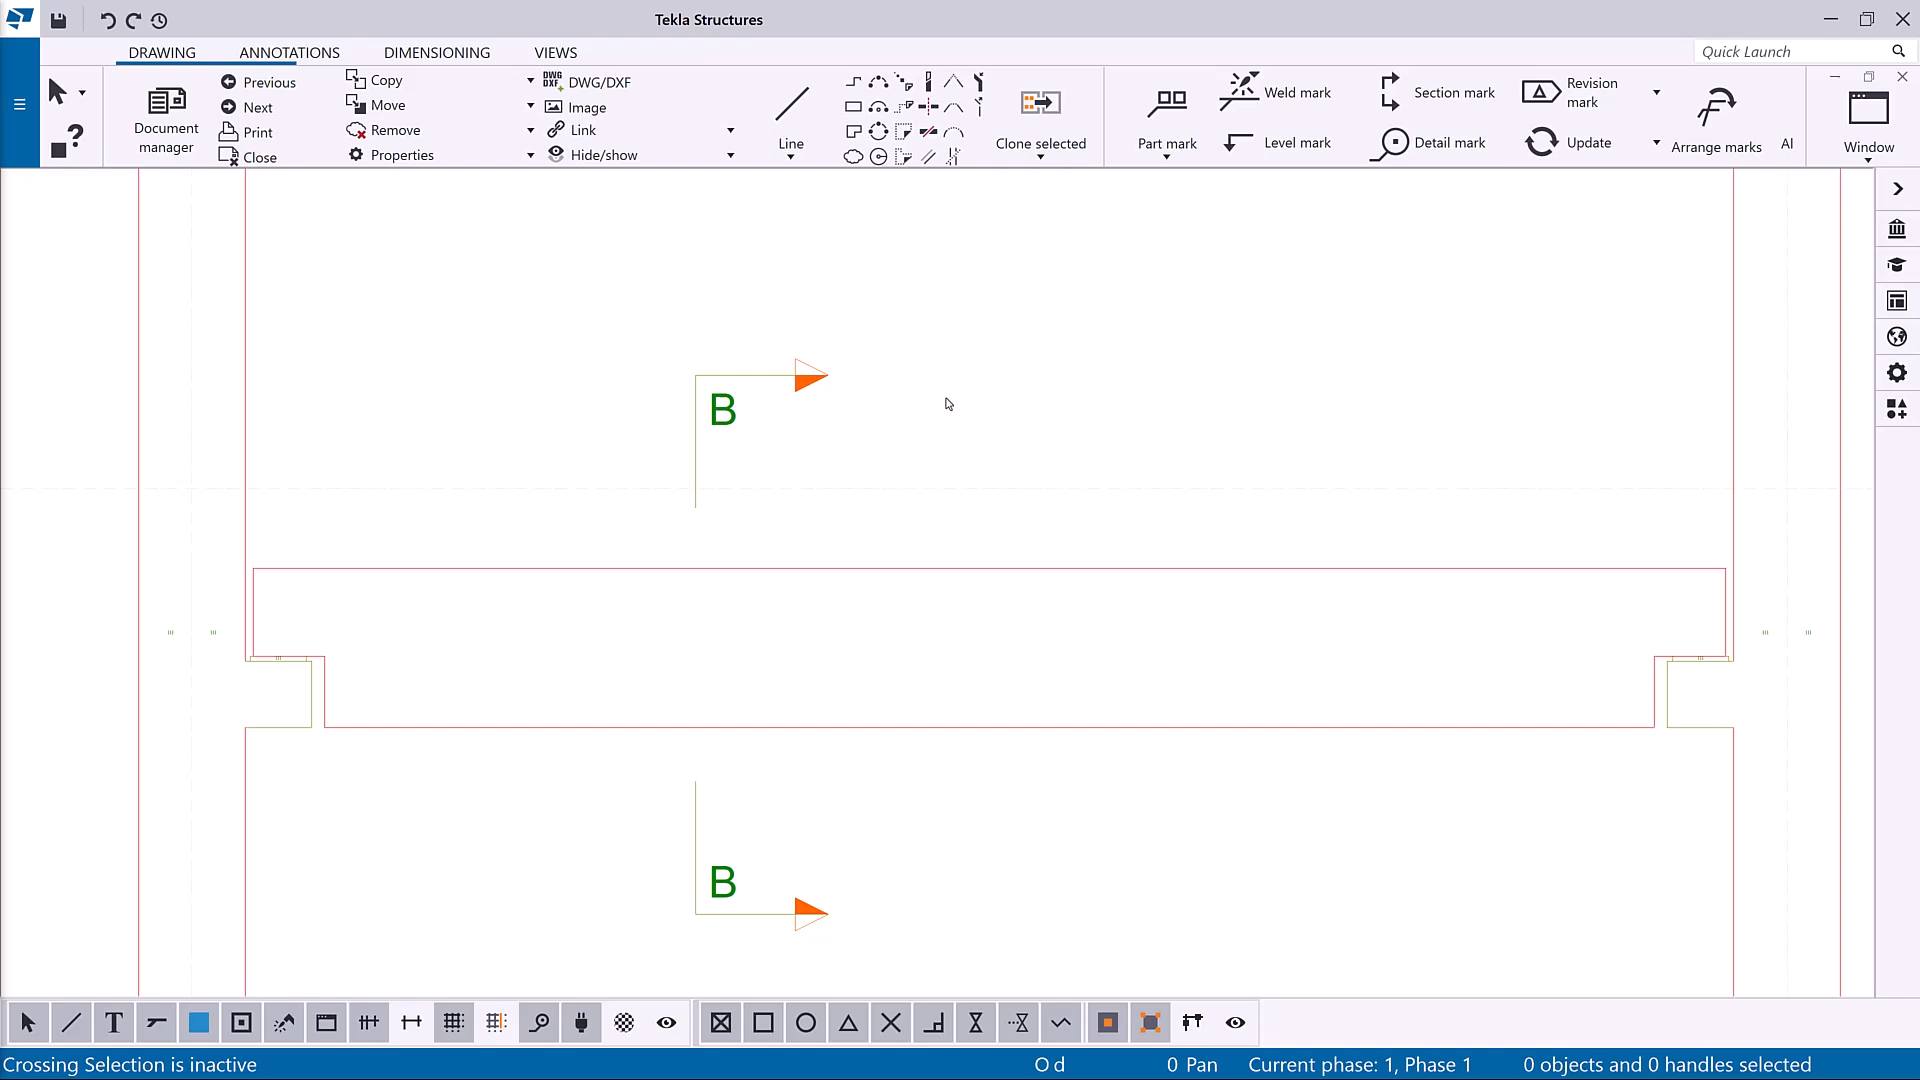 Tekla Structures
DRAWING ANNOTATIONS DIMENSIONING VIEWS
Quick Launch
Document manager
Previous
Next
Print
Close
Copy
Move
Remove
Properties
DWG/DXF
Image
Link
Hide/show
Line
Clone selected
Part mark
Weld mark
Level mark
Section mark
Detail mark
Revision mark
Update
Arrange marks
Al
Window
B
B
Crossing Selection is inactive
O d
0 Pan
Current phase: 1, Phase 1
0 objects and 0 handles selected